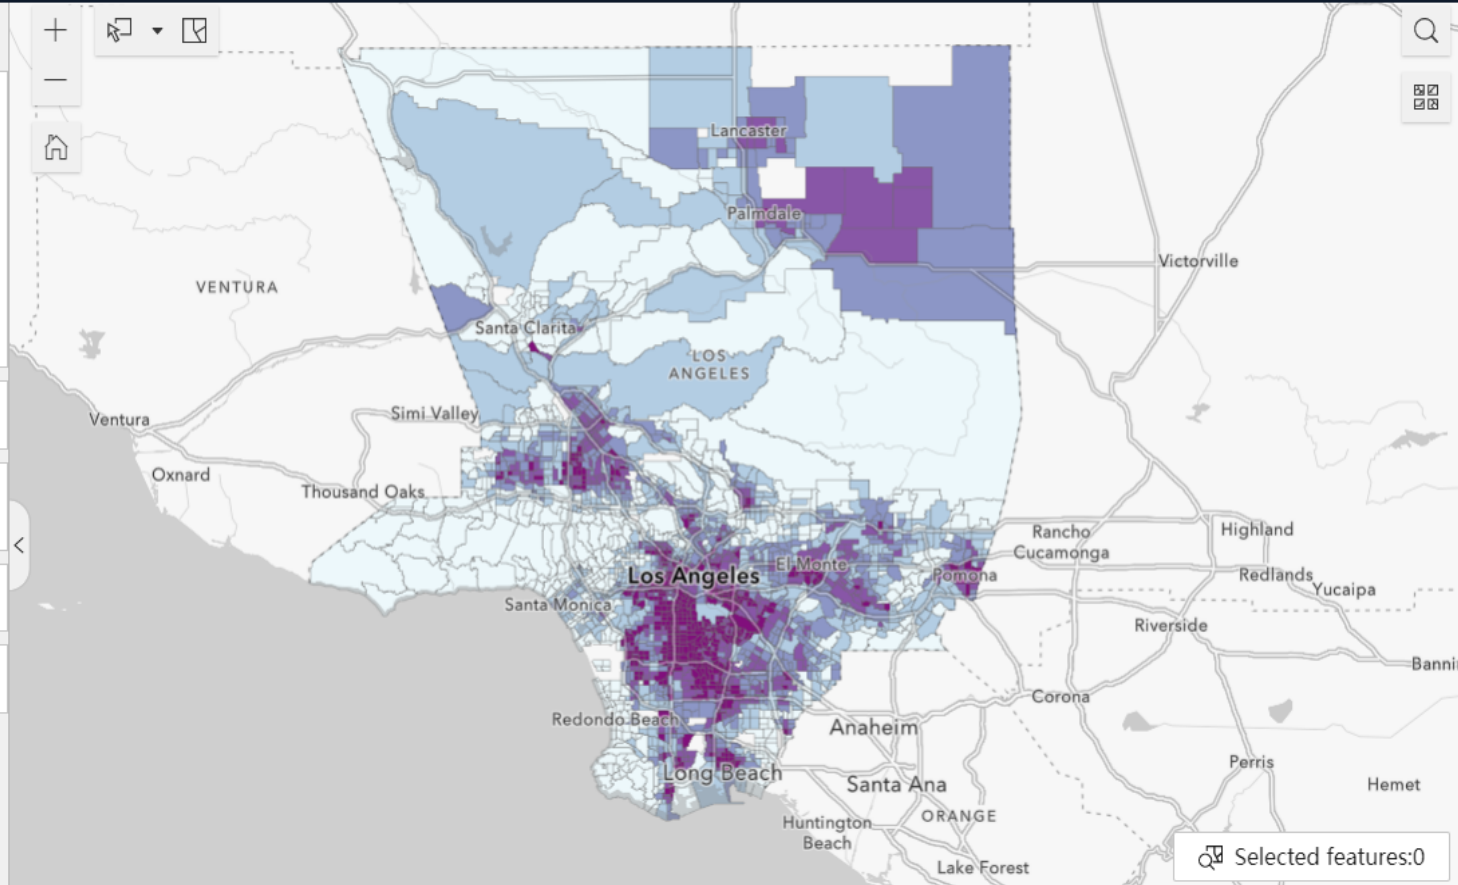 Lancaster
Palmdale
Victorville
VENTURA
Santa Clarita
LOS
ANGELES
Simi Valley
Ventura
Oxnard
Thousand Oaks
Rancho
Cucamonga
Highland
El Monte
Los Angeles
Pomona
Redlands
Yucaipa
Santa Monica
Riverside
Banni
Corona
Redondo Beach
Anaheim
Long Beach
Perris
Santa Ana
Hemet
ORANGE
Huntington
Beach
Lake Forest
Selected features:0